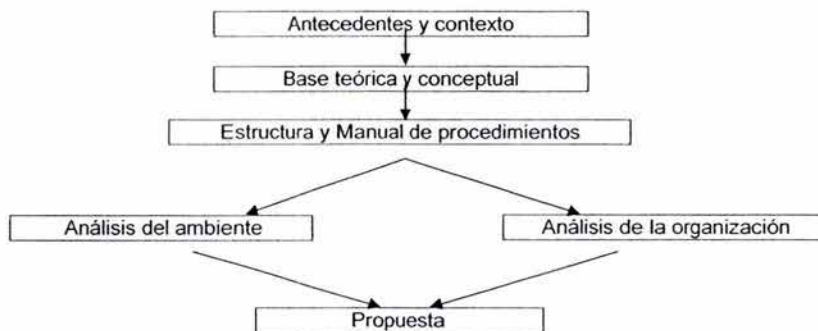 Antecedentes y contexto
Base teórica y conceptual
Estructura y Manual de procedimientos
Análisis del ambiente
Análisis de la organización
Propuesta